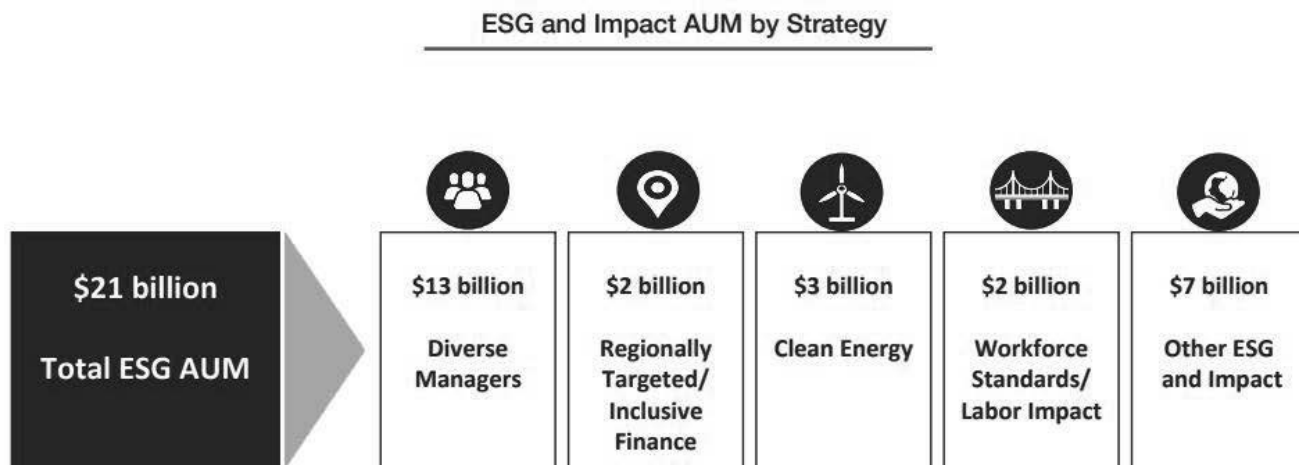 ESG and Impact AUM by Strategy
$21 billion
Total ESG AUM
$13 billion
Diverse
Managers
$2 billion
Regionally
Targeted/
Inclusive
Finance
$3 billion
Clean Energy
$2 billion
Workforce
Standards/
Labor Impact
$7 billion
Other ESG
and Impact